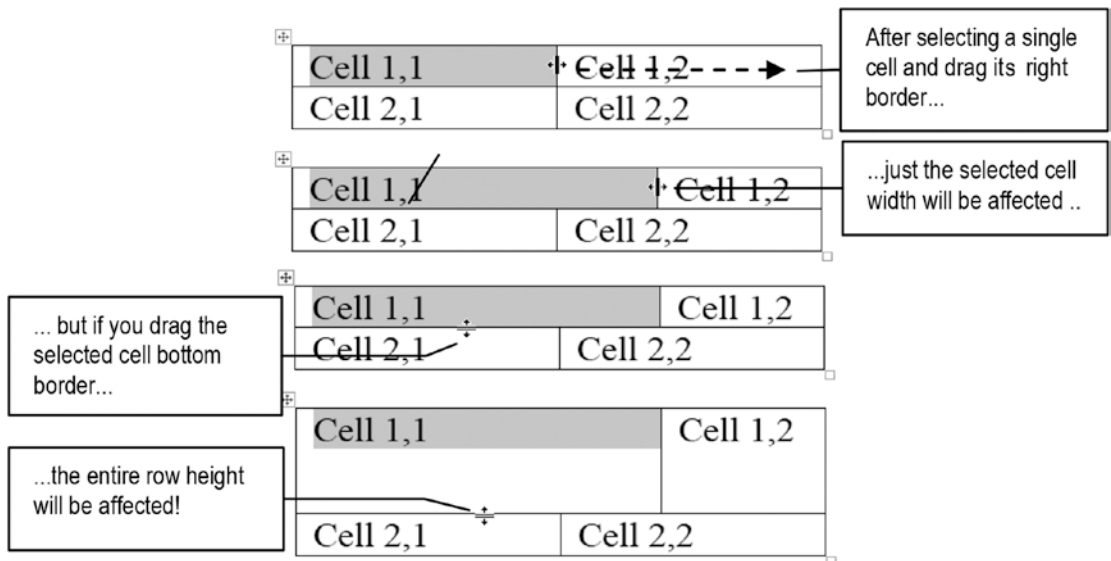 Cell 1,1 Cell 1,2
Cell 2,1 Cell 2,2
After selecting a single
cell and drag its right
border...
Cell 1,1 Cell 1,2
Cell 2,1 Cell 2,2
...just the selected cell
width will be affected ..
Cell 1,1 Cell 1,2
Cell 2,1 Cell 2,2
... but if you drag the
selected cell bottom
border...
Cell 1,1 Cell 1,2
Cell 2,1 Cell 2,2
...the entire row height
will be affected!